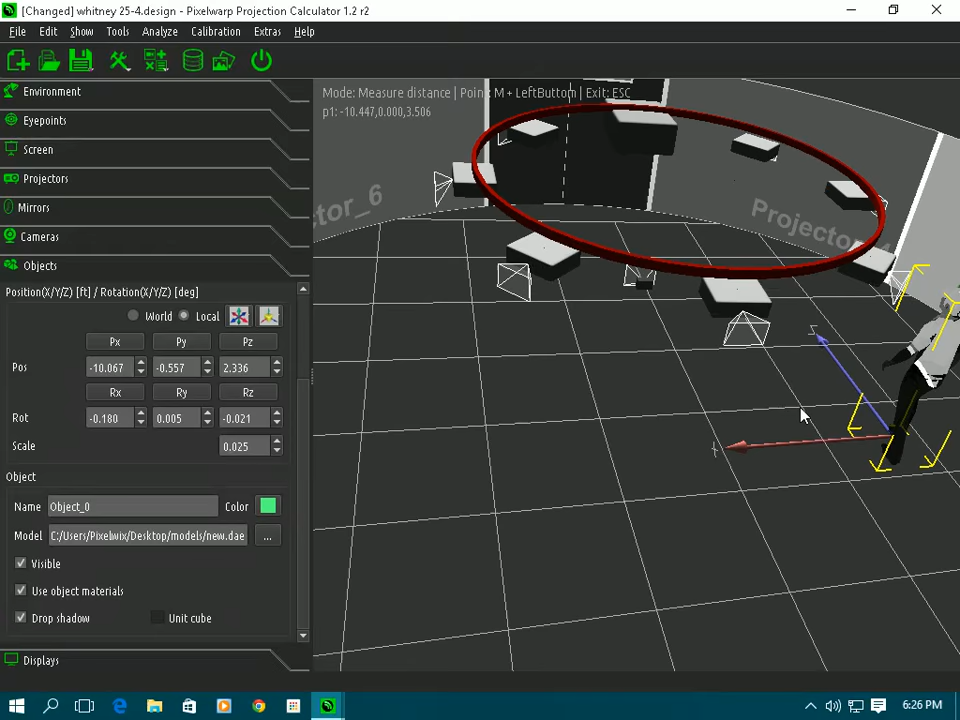 [Changed] whitney 25-4.design - Pixelwarp Projection Calculator 1.2 r2
File Edit Show Tools Analyze Calibration Extras Help
Environment
Eyepoints
Screen
Projectors
Mirrors
Cameras
Objects
Position(X/Y/Z) [ft] / Rotation(X/Y/Z) [deg]
World Local
Px Py Pz
Pos -10.067 -0.557 2.336
Rx Ry Rz
Rot -0.180 0.005 -0.021
Scale 0.025
Object
Name Object_0 Color
Model C:/Users/Pixelwix/Desktop/models/new.dae ...
Visible
Use object materials
Drop shadow Unit cube
Displays
Mode: Measure distance | Point: M + LeftButtom | Exit: ESC
p1: -10.447,0.000,3.506
ctor_6
6:26 PM